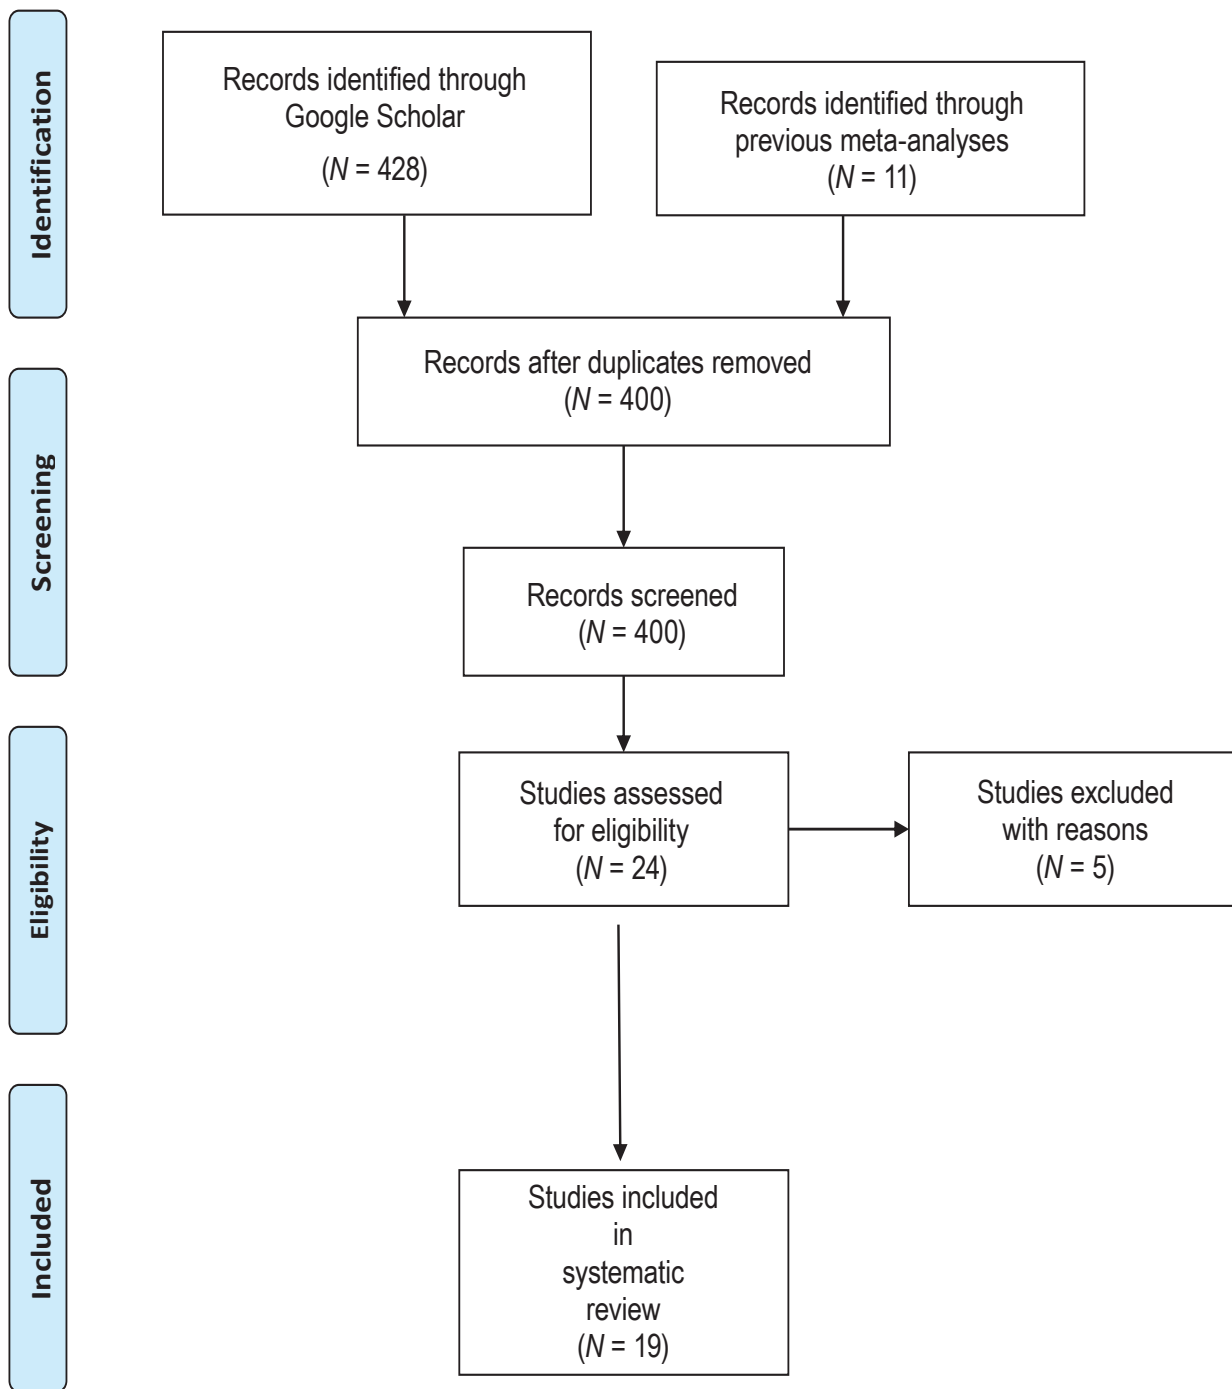 Identification
Records identified through
Google Scholar
(N = 428)
Records identified through
previous meta-analyses
(N = 11)
Records after duplicates removed
(N = 400)
Screening
Records screened
(N = 400)
Eligibility
Studies assessed
for eligibility
(N = 24)
Studies excluded
with reasons
(N = 5)
Included
Studies included
in
systematic
review
(N = 19)